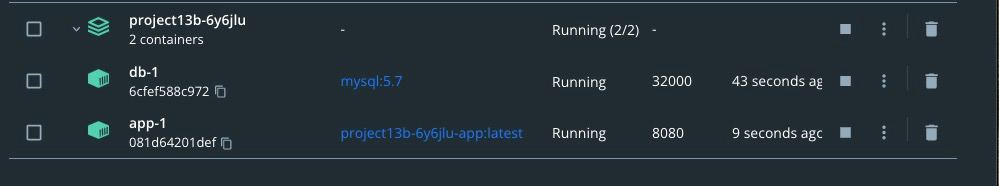 project13b-6y6jlu
2 containers
-
Running (2/2)
-
db-1
6cfef588c972
mysql:5.7
Running
32000
43 seconds ag
app-1
081d64201def
project13b-6y6jlu-app:latest
Running
8080
9 seconds agc